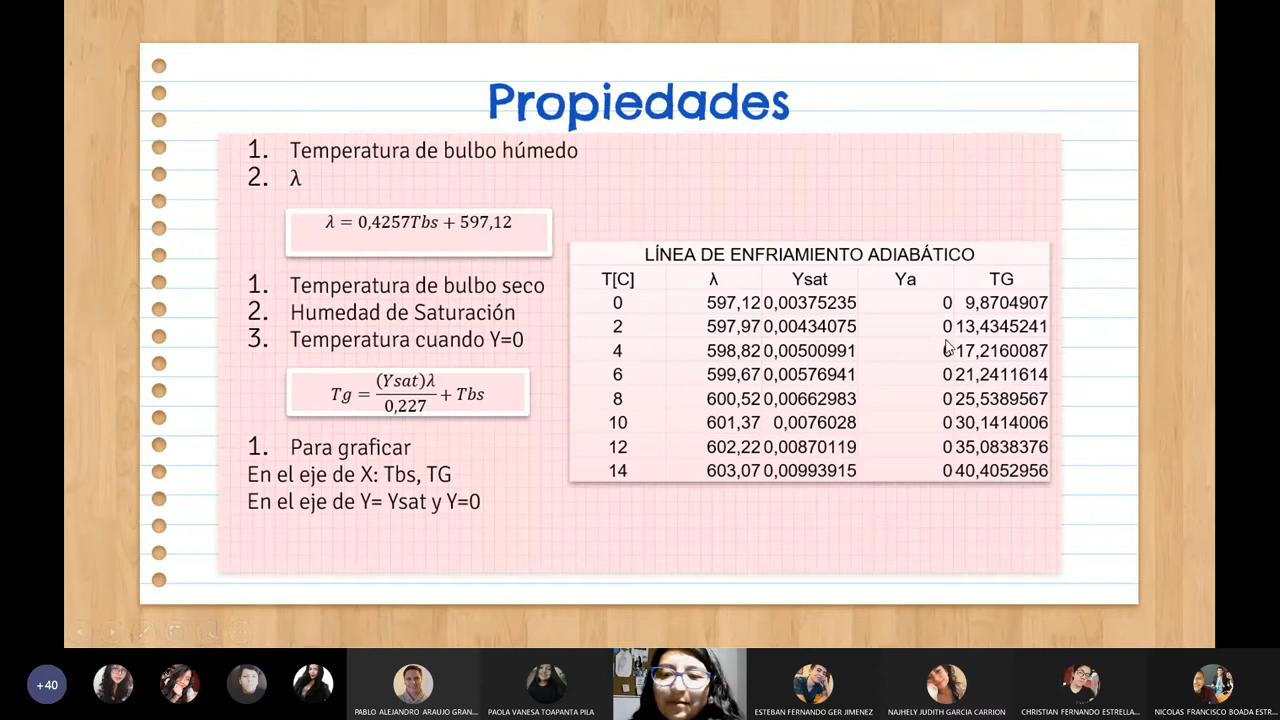 Propiedades
1. Temperatura de bulbo húmedo
2. λ
λ = 0,4257Tbs + 597,12
1. Temperatura de bulbo seco
2. Humedad de Saturación
3. Temperatura cuando Y=0
Tg = (Ysat)λ / 0,227 + Tbs
1. Para graficar
En el eje de X: Tbs, TG
En el eje de Y= Ysat y Y=0
LÍNEA DE ENFRIAMIENTO ADIABÁTICO
T[C] λ Ysat Ya TG
0 597,12 0,00375235 0 9,8704907
2 597,97 0,00434075 0 13,4345241
4 598,82 0,00500991 0 17,2160087
6 599,67 0,00576941 0 21,2411614
8 600,52 0,00662983 0 25,5389567
10 601,37 0,0076028 0 30,1414006
12 602,22 0,00870119 0 35,0838376
14 603,07 0,00993915 0 40,4052956
+40
PABLO ALEJANDRO ARAUJO GRAN...
PAOLA VANESA TOAPANTA PILA
ESTEBAN FERNANDO GER JIMENEZ
NAJHELY JUDITH GARCIA CARRION
CHRISTIAN FERNANDO ESTRELLA...
NICOLAS FRANCISCO BOADA ESTR...